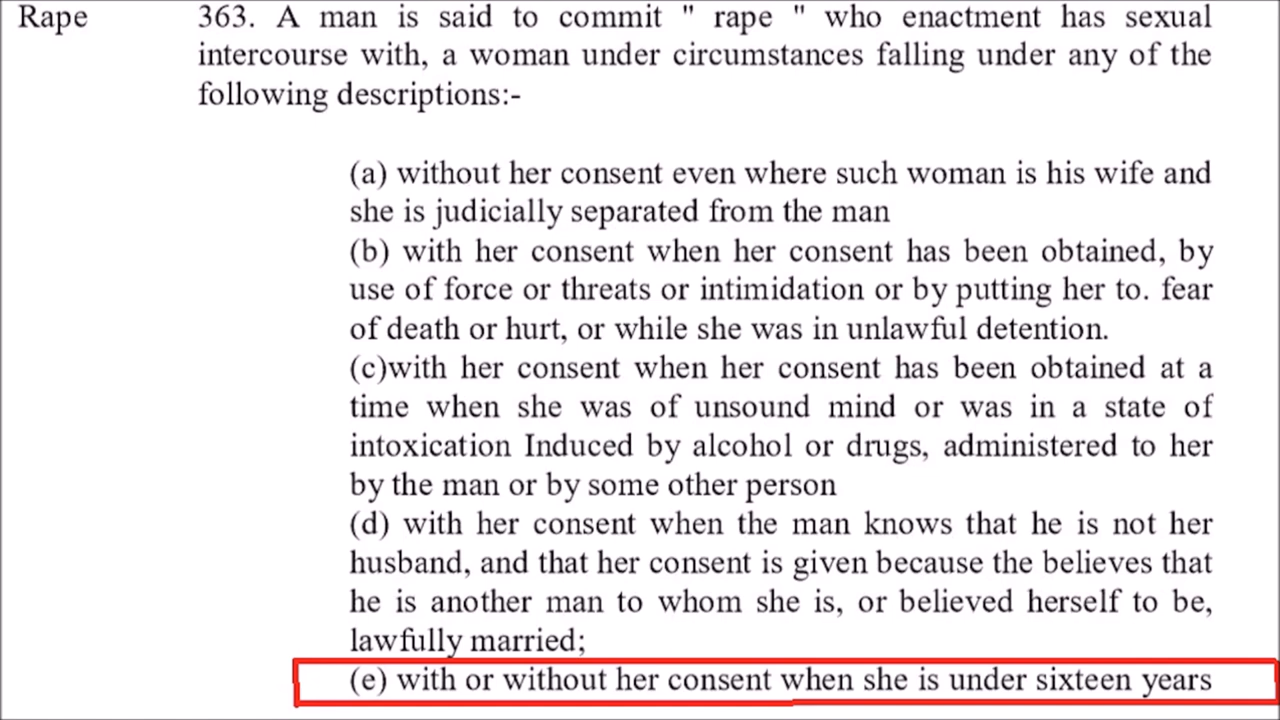 Rape 363. A man is said to commit " rape " who enactment has sexual
intercourse with, a woman under circumstances falling under any of the
following descriptions:-
(a) without her consent even where such woman is his wife and
she is judicially separated from the man
(b) with her consent when her consent has been obtained, by
use of force or threats or intimidation or by putting her to. fear
of death or hurt, or while she was in unlawful detention.
(c)with her consent when her consent has been obtained at a
time when she was of unsound mind or was in a state of
intoxication Induced by alcohol or drugs, administered to her
by the man or by some other person
(d) with her consent when the man knows that he is not her
husband, and that her consent is given because the believes that
he is another man to whom she is, or believed herself to be,
lawfully married;
(e) with or without her consent when she is under sixteen years